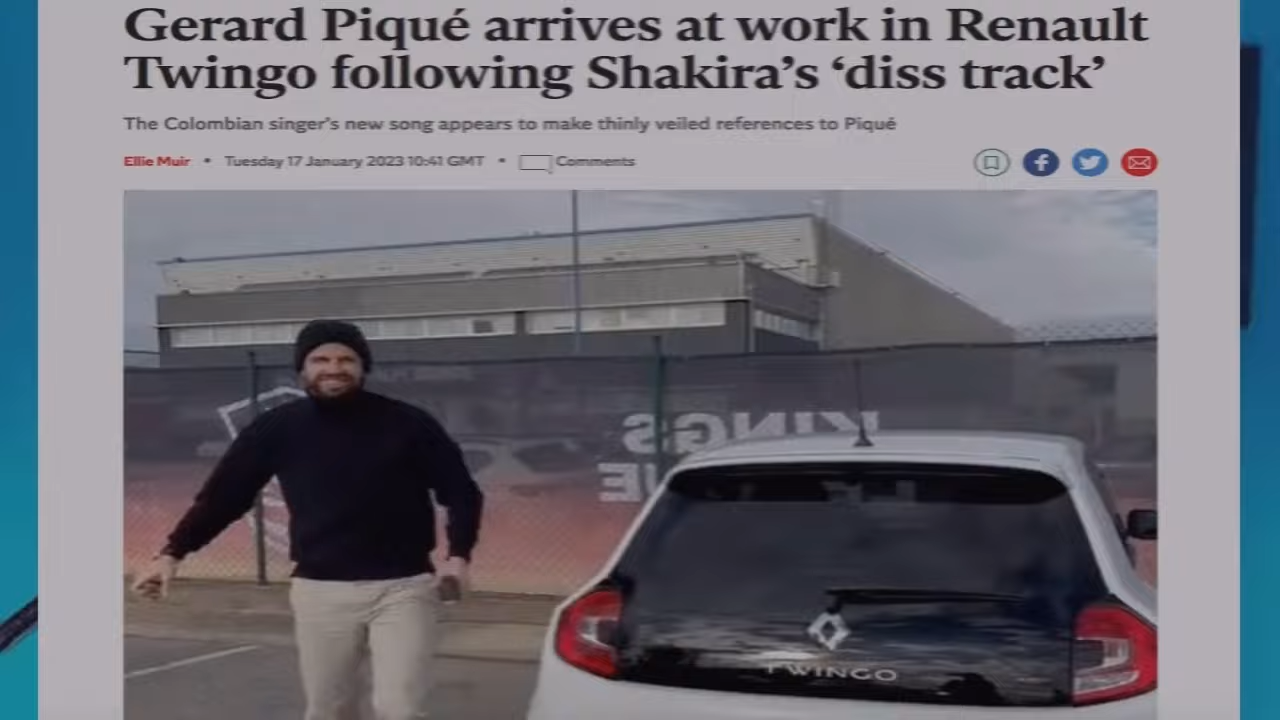 Gerard Piqué arrives at work in Renault
Twingo following Shakira's ‘diss track’
The Colombian singer's new song appears to make thinly veiled references to Piqué
Ellie Muir • Tuesday 17 January 2023 10:41 GMT • Comments
KINGS
TWINGO